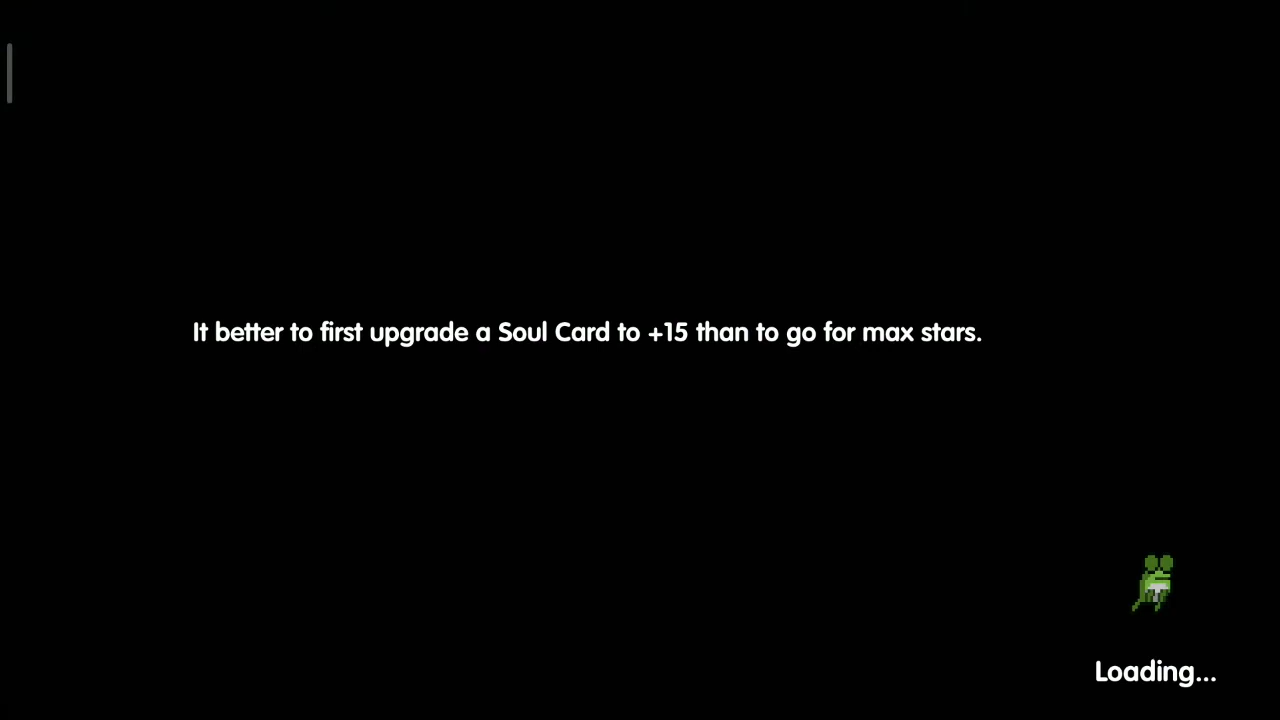 It better to first upgrade a Soul Card to +15 than to go for max stars.
Loading...